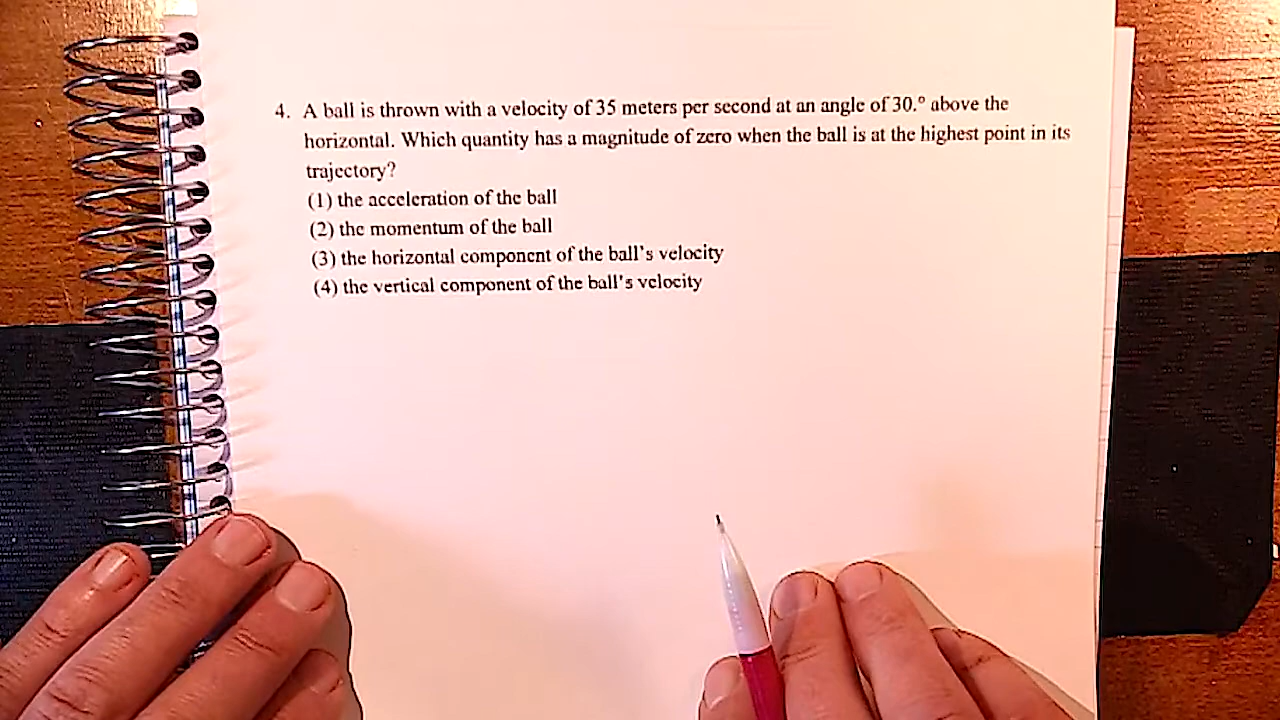 4. A ball is thrown with a velocity of 35 meters per second at an angle of 30.° above the
horizontal. Which quantity has a magnitude of zero when the ball is at the highest point in its
trajectory?
(1) the acceleration of the ball
(2) the momentum of the ball
(3) the horizontal component of the ball's velocity
(4) the vertical component of the ball's velocity